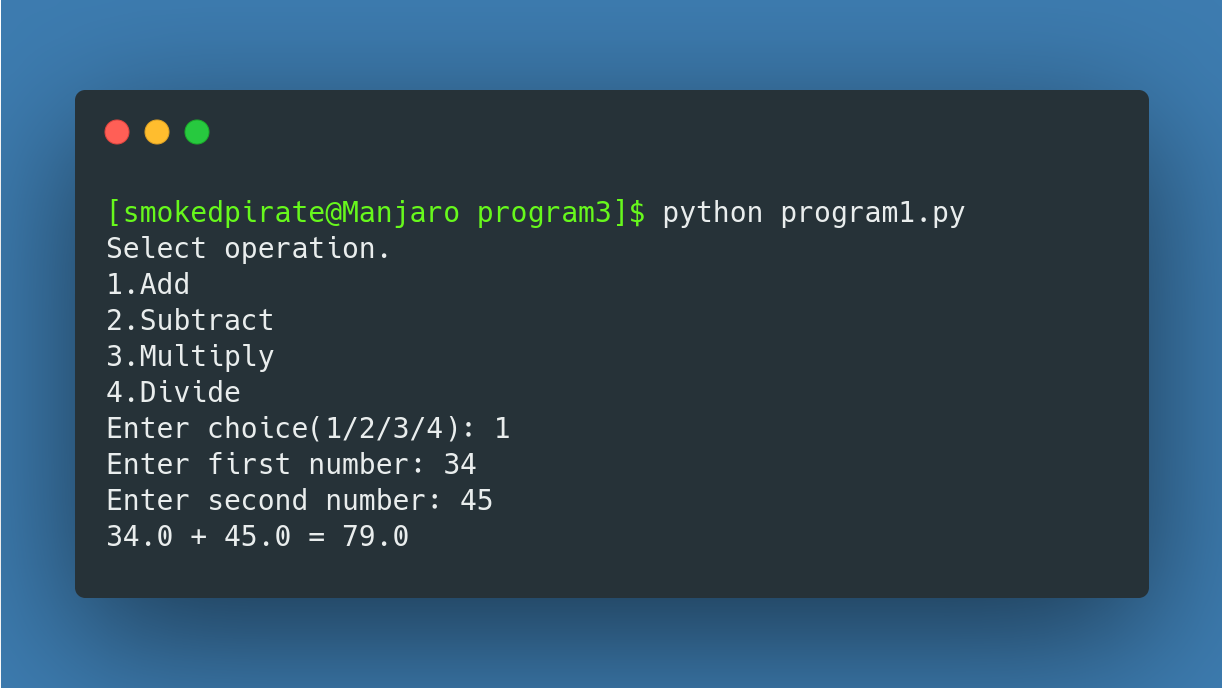 [smokedpirate@Manjaro program3]$ python program1.py
Select operation.
1.Add
2.Subtract
3.Multiply
4.Divide
Enter choice(1/2/3/4): 1
Enter first number: 34
Enter second number: 45
34.0 + 45.0 = 79.0